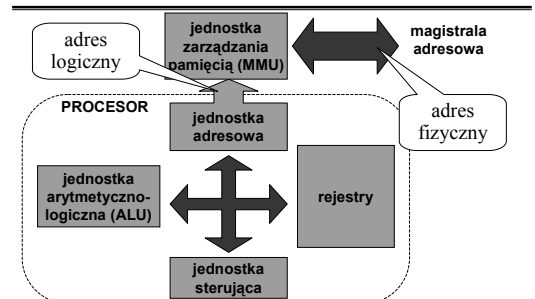 adres
logiczny
jednostka
zarządzania
pamięcią (MMU)
magistrala
adresowa
adres
fizyczny
PROCESOR
jednostka
adresowa
jednostka
arytmetyczno-
logiczna (ALU)
rejestry
jednostka
sterująca